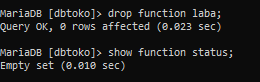 MariaDB [dbtoko]> drop function laba;
Query OK, 0 rows affected (0.023 sec)
MariaDB [dbtoko]> show function status;
Empty set (0.010 sec)